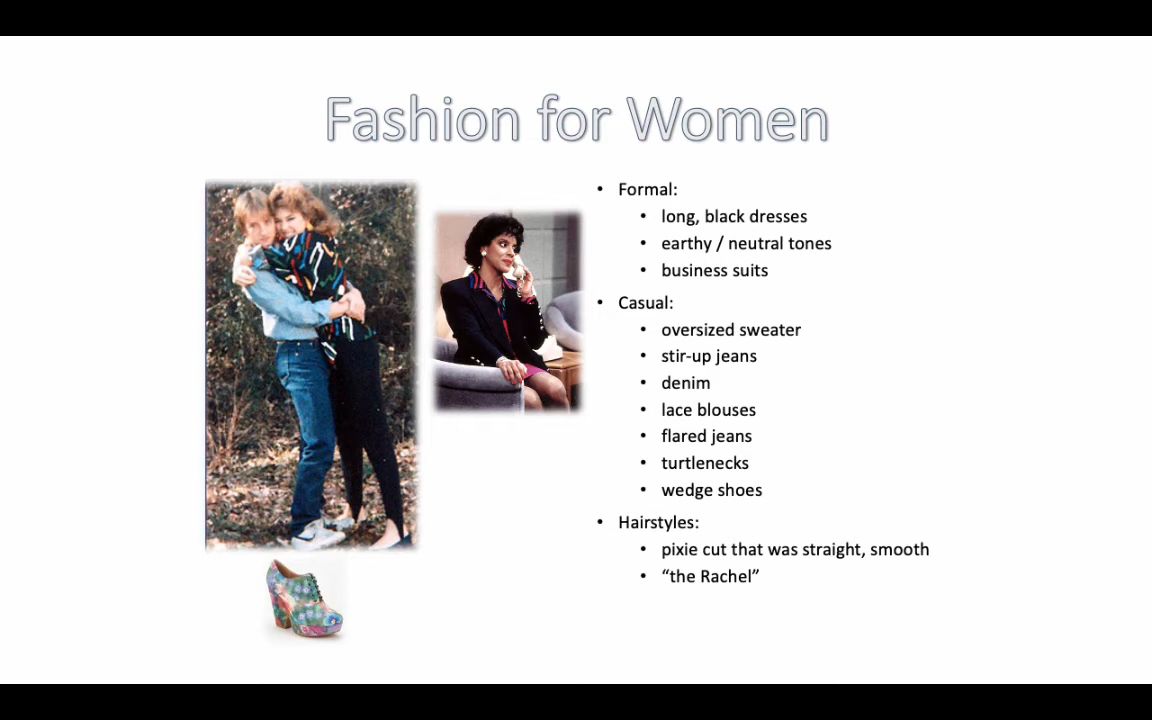 Fashion for Women
• Formal:
• long, black dresses
• earthy / neutral tones
• business suits
• Casual:
• oversized sweater
• stir-up jeans
• denim
• lace blouses
• flared jeans
• turtlenecks
• wedge shoes
• Hairstyles:
• pixie cut that was straight, smooth
• “the Rachel”